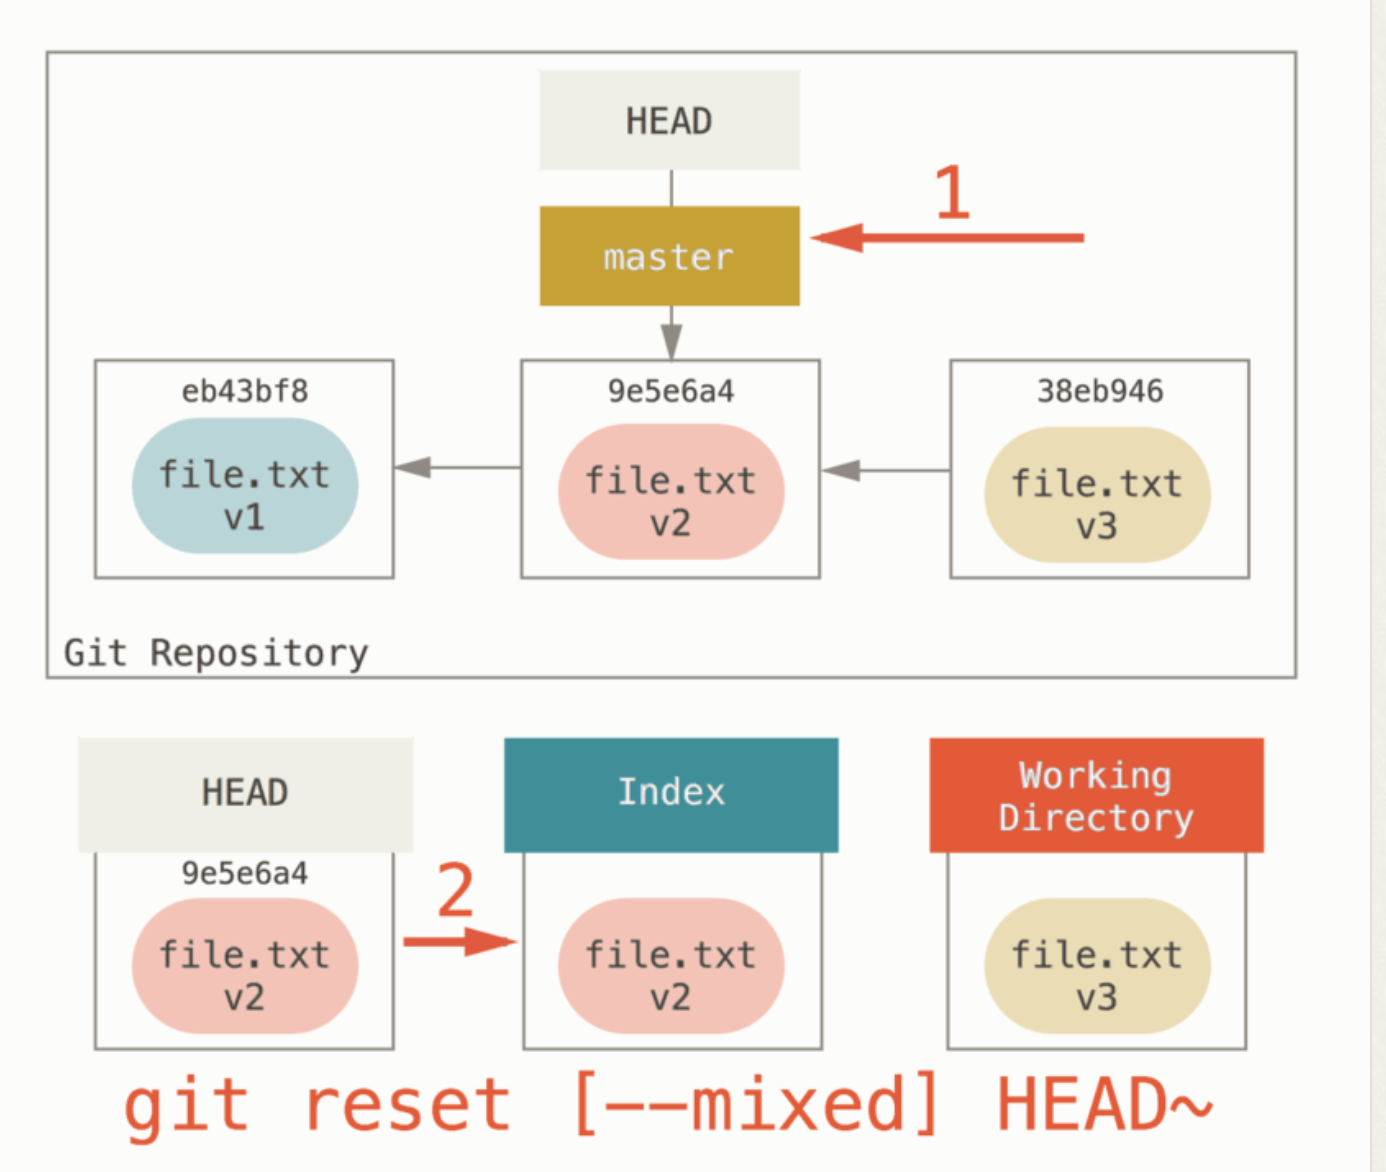 HEAD
1
master
eb43bf8
file.txt
v1
9e5e6a4
file.txt
v2
38eb946
file.txt
v3
Git Repository
HEAD
9e5e6a4
file.txt
v2
2
Index
file.txt
v2
Working
Directory
file.txt
v3
git reset [--mixed] HEAD~